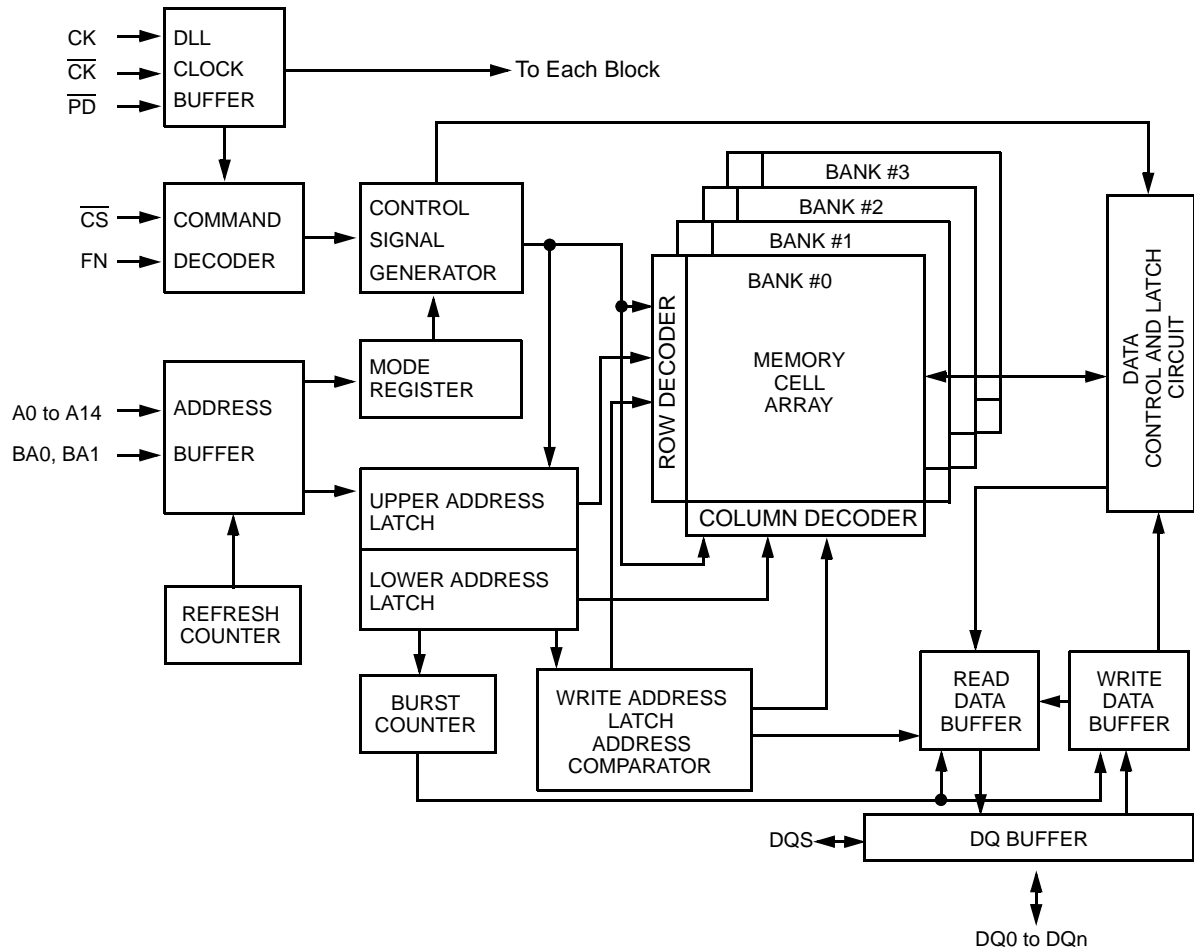 CK
DLL
C̅K̅
CLOCK
P̅D̅
BUFFER
To Each Block
C̅S̅
COMMAND
FN
DECODER
CONTROL
SIGNAL
GENERATOR
BANK #3
BANK #2
BANK #1
BANK #0
MEMORY
CELL
ARRAY
ROW DECODER
COLUMN DECODER
DATA
CONTROL AND LATCH
CIRCUIT
MODE
REGISTER
A0 to A14
ADDRESS
BA0, BA1
BUFFER
UPPER ADDRESS
LATCH
LOWER ADDRESS
LATCH
REFRESH
COUNTER
BURST
COUNTER
WRITE ADDRESS
LATCH
ADDRESS
COMPARATOR
READ
DATA
BUFFER
WRITE
DATA
BUFFER
DQS
DQ BUFFER
DQ0 to DQn